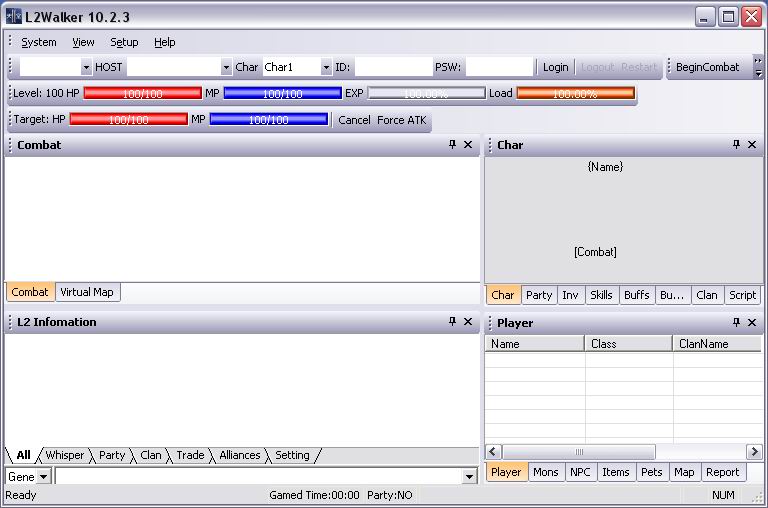 L2Walker 10.2.3
System View Setup Help
HOST Char Char1 ID: PSW: Login Logout Restart BeginCombat
Level: 100 HP 100/100 MP 100/100 EXP 100.00% Load 100.00%
Target: HP 100/100 MP 100/100 Cancel Force ATK
Combat
Char
{Name}
[Combat]
Combat Virtual Map
Char Party Inv Skills Buffs Bu... Clan Script
L2 Infomation
Player
Name Class ClanName
All Whisper Party Clan Trade Alliances Setting
Gene
Player Mons NPC Items Pets Map Report
Ready Gamed Time:00:00 Party:NO NUM